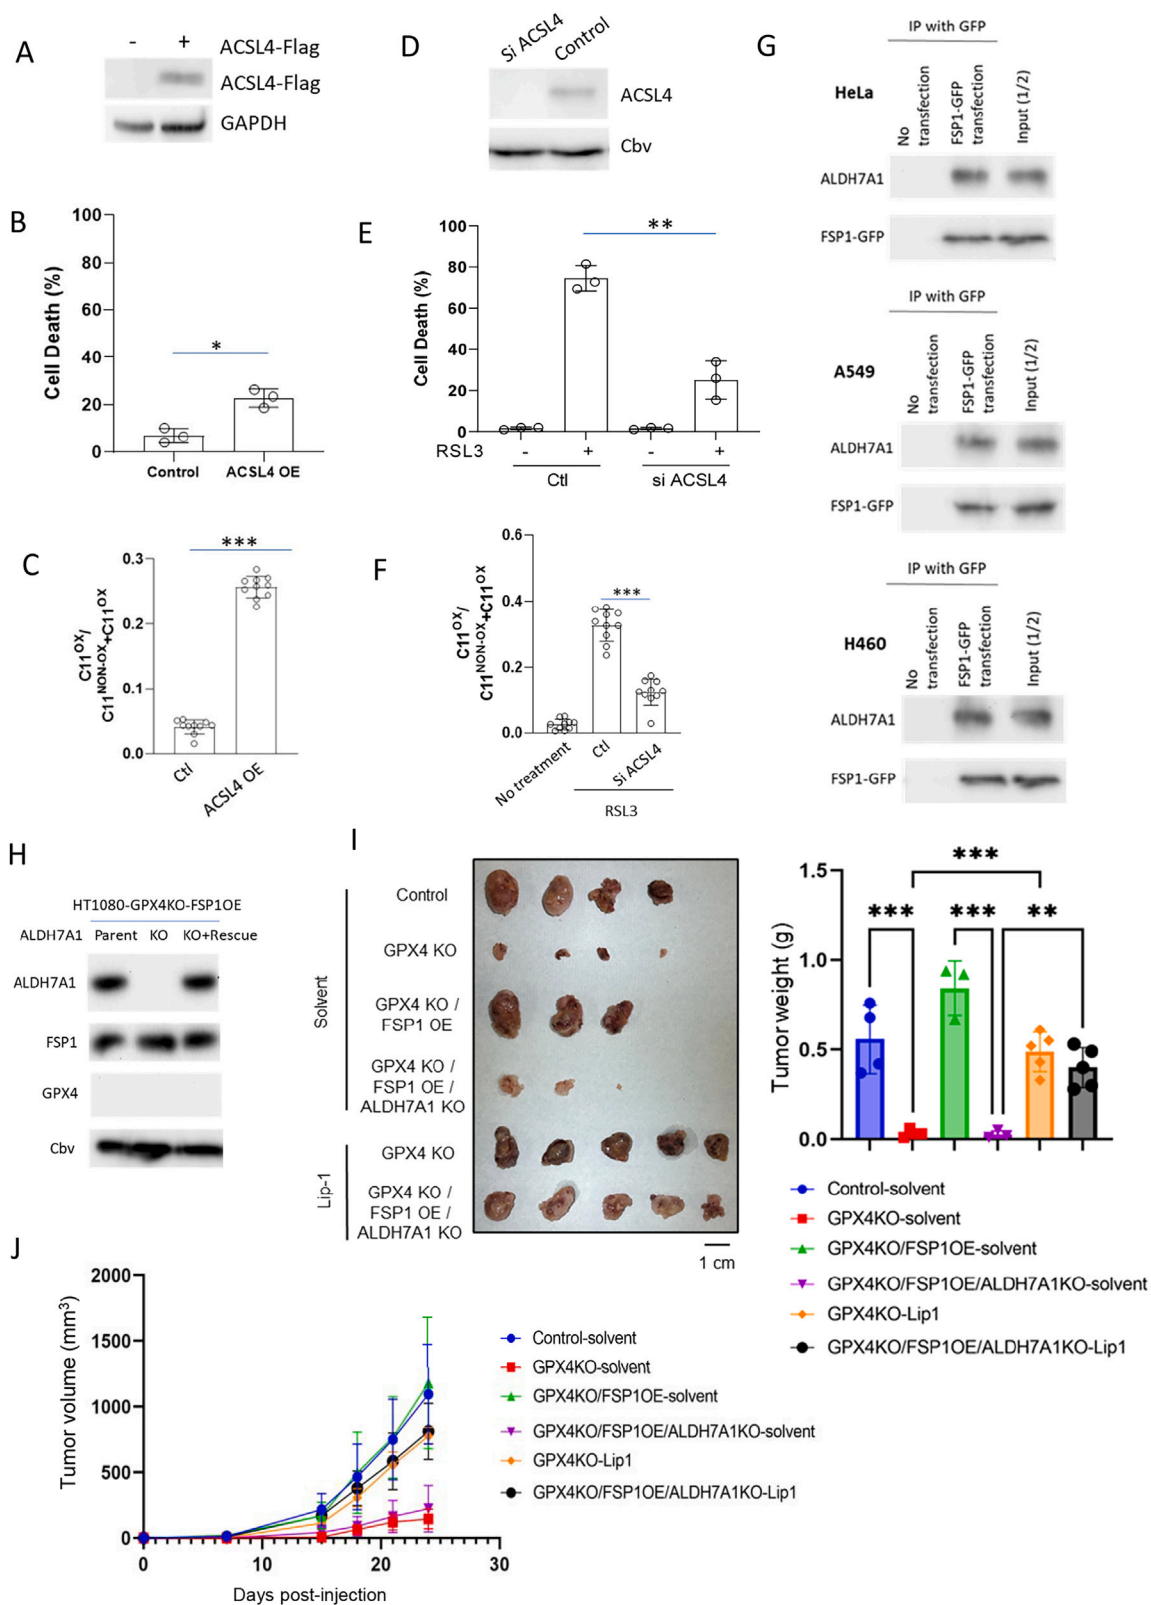 A
- + ACSL4-Flag
ACSL4-Flag
GAPDH
B
Cell Death (%)
100
80
60
40
20
0
Control ACSL4 OE
*
C
C11OX/
C11NON-OX+C11OX
0.3
0.2
0.1
0.0
***
Ctl ACSL4 OE
D
Si ACSL4 Control
ACSL4
Cbv
E
Cell Death (%)
100
80
60
40
20
0
**
RSL3 - + - +
Ctl si ACSL4
F
C11OX/
C11NON-OX+C11OX
0.6
0.4
0.2
0.0
***
No treatment Ctl Si ACSL4
RSL3
G
IP with GFP
HeLa
No
transfection
FSP1-GFP
transfection
Input (1/2)
ALDH7A1
FSP1-GFP
IP with GFP
A549
No
transfection
FSP1-GFP
transfection
Input (1/2)
ALDH7A1
FSP1-GFP
IP with GFP
H460
No
transfection
FSP1-GFP
transfection
Input (1/2)
ALDH7A1
FSP1-GFP
H
HT1080-GPX4KO-FSP1OE
ALDH7A1 Parent KO KO+Rescue
ALDH7A1
FSP1
GPX4
Cbv
I
Solvent
Control
GPX4 KO
GPX4 KO /
FSP1 OE
GPX4 KO /
FSP1 OE /
ALDH7A1 KO
Lip-1
GPX4 KO
GPX4 KO /
FSP1 OE /
ALDH7A1 KO
1 cm
Tumor weight (g)
1.5
1.0
0.5
0.0
***
*** *** **
Control-solvent
GPX4KO-solvent
GPX4KO/FSP1OE-solvent
GPX4KO/FSP1OE/ALDH7A1KO-solvent
GPX4KO-Lip1
GPX4KO/FSP1OE/ALDH7A1KO-Lip1
J
Tumor volume (mm3)
2000
1500
1000
500
0
0 10 20 30
Days post-injection
Control-solvent
GPX4KO-solvent
GPX4KO/FSP1OE-solvent
GPX4KO/FSP1OE/ALDH7A1KO-solvent
GPX4KO-Lip1
GPX4KO/FSP1OE/ALDH7A1KO-Lip1